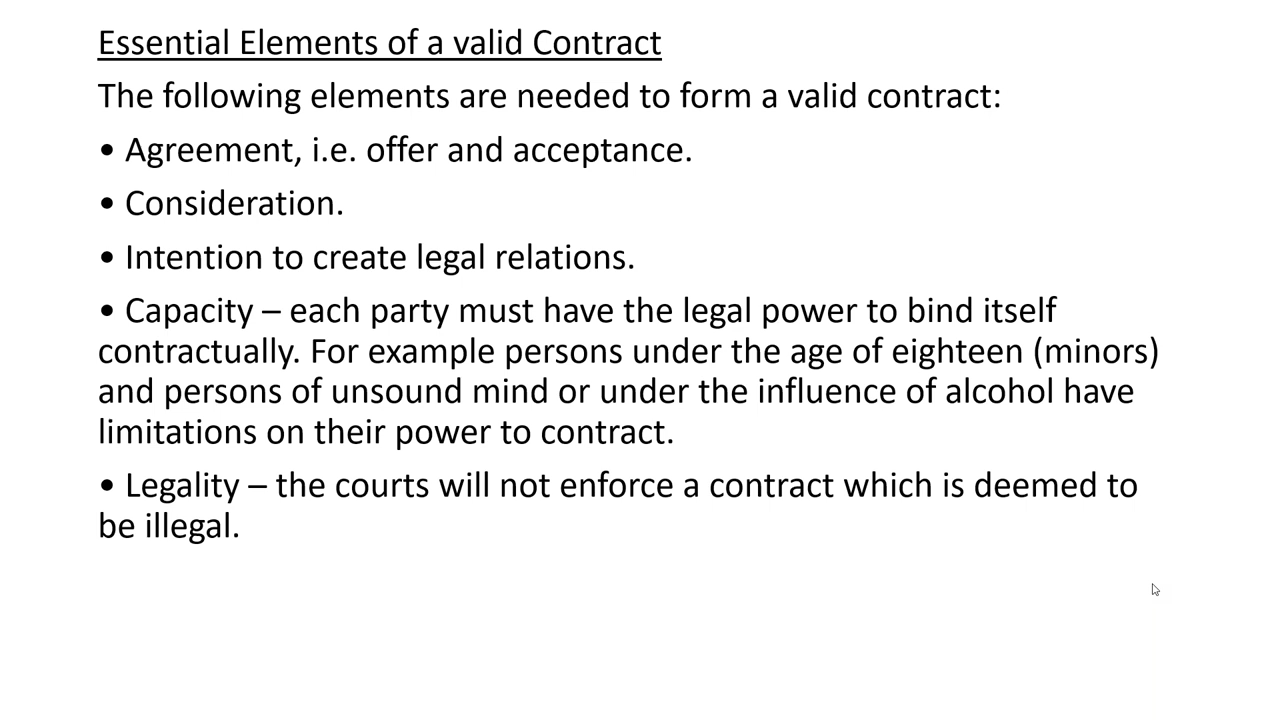 Essential Elements of a valid Contract
The following elements are needed to form a valid contract:
• Agreement, i.e. offer and acceptance.
• Consideration.
• Intention to create legal relations.
• Capacity – each party must have the legal power to bind itself
contractually. For example persons under the age of eighteen (minors)
and persons of unsound mind or under the influence of alcohol have
limitations on their power to contract.
• Legality – the courts will not enforce a contract which is deemed to
be illegal.